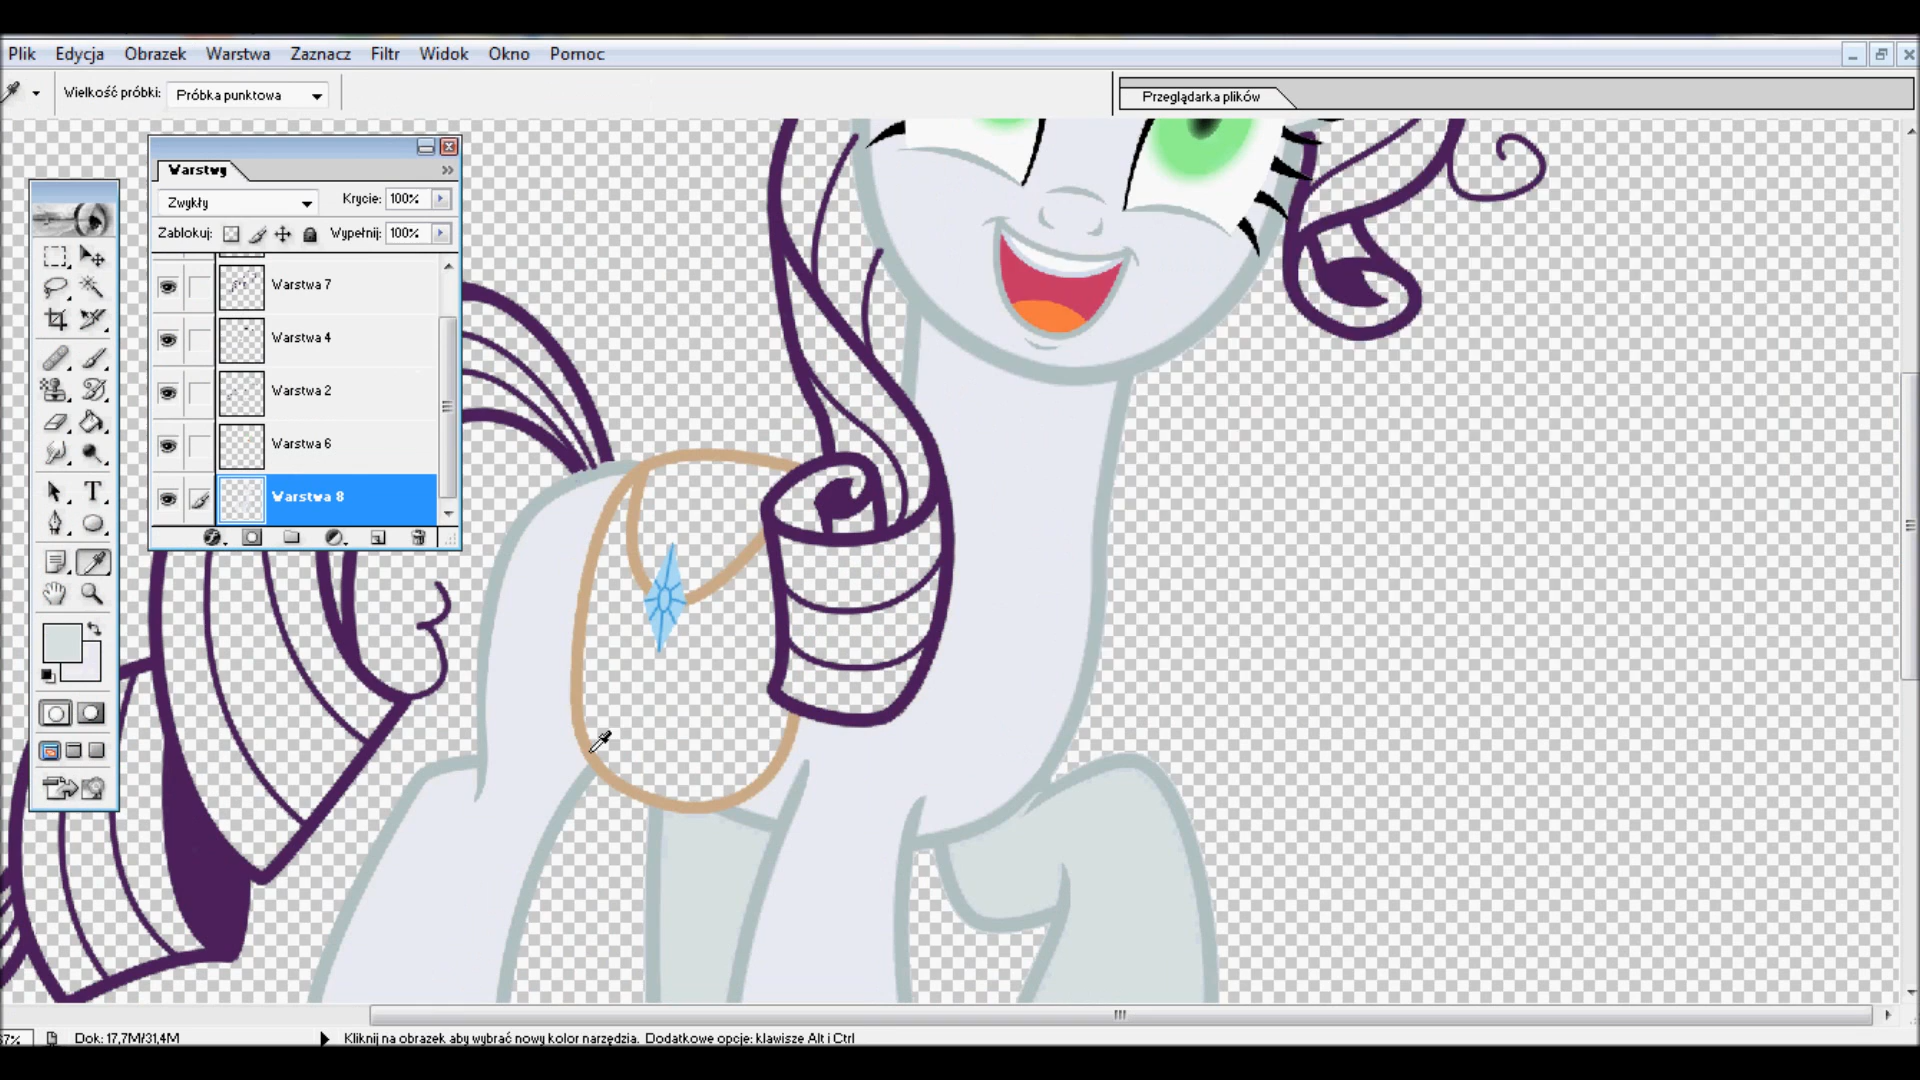 Plik Edycja Obrazek Warstwa Zaznacz Filtr Widok Okno Pomoc
Wielkość próbki: Próbka punktowa
Przeglądarka plików
Warstwy
Zwykły Krycie: 100%
Zablokuj: Wypełnij: 100%
Warstwa 7
Warstwa 4
Warstwa 2
Warstwa 6
Warstwa 8
Dok: 17,7M/31,4M Kliknij na obrazek aby wybrać nowy kolor narzędzia. Dodatkowe opcje: klawisze Alt i Ctrl